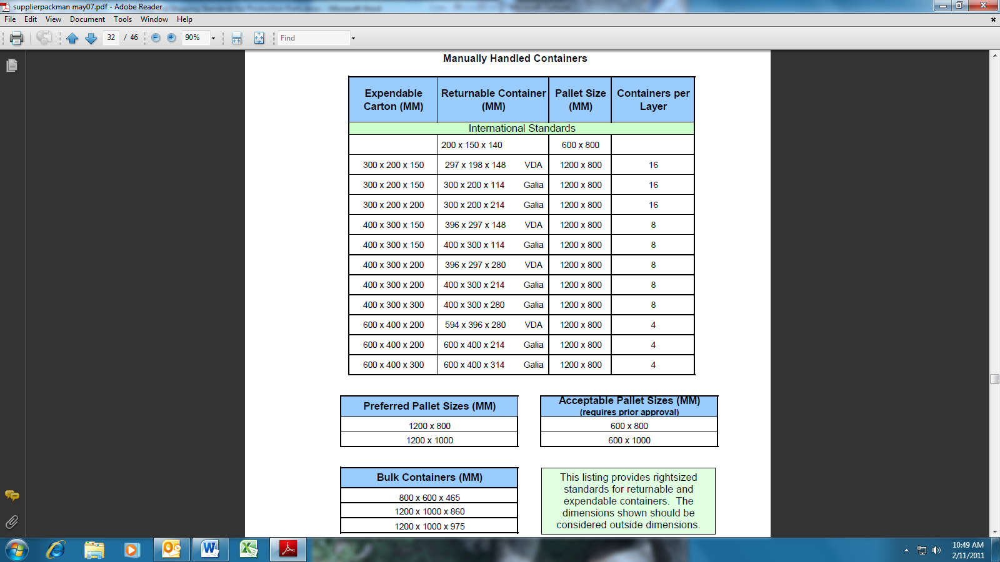 supplierpackman may07.pdf - Adobe Reader
File Edit View Document Tools Window Help
32 / 46 90% Find
Manually Handled Containers
Expendable Carton (MM) Returnable Container (MM) Pallet Size (MM) Containers per Layer
International Standards
200 x 150 x 140 600 x 800
300 x 200 x 150 297 x 198 x 148 VDA 1200 x 800 16
300 x 200 x 150 300 x 200 x 114 Galia 1200 x 800 16
300 x 200 x 200 300 x 200 x 214 Galia 1200 x 800 16
400 x 300 x 150 396 x 297 x 148 VDA 1200 x 800 8
400 x 300 x 150 400 x 300 x 114 Galia 1200 x 800 8
400 x 300 x 200 396 x 297 x 280 VDA 1200 x 800 8
400 x 300 x 200 400 x 300 x 214 Galia 1200 x 800 8
400 x 300 x 300 400 x 300 x 280 Galia 1200 x 800 8
600 x 400 x 200 594 x 396 x 280 VDA 1200 x 800 4
600 x 400 x 200 600 x 400 x 214 Galia 1200 x 800 4
600 x 400 x 300 600 x 400 x 314 Galia 1200 x 800 4
Preferred Pallet Sizes (MM)
1200 x 800
1200 x 1000
Acceptable Pallet Sizes (MM)
(requires prior approval)
600 x 800
600 x 1000
Bulk Containers (MM)
800 x 600 x 465
1200 x 1000 x 860
1200 x 1000 x 975
This listing provides rightsized
standards for returnable and
expendable containers. The
dimensions shown should be
considered outside dimensions.
10:49 AM
2/11/2011